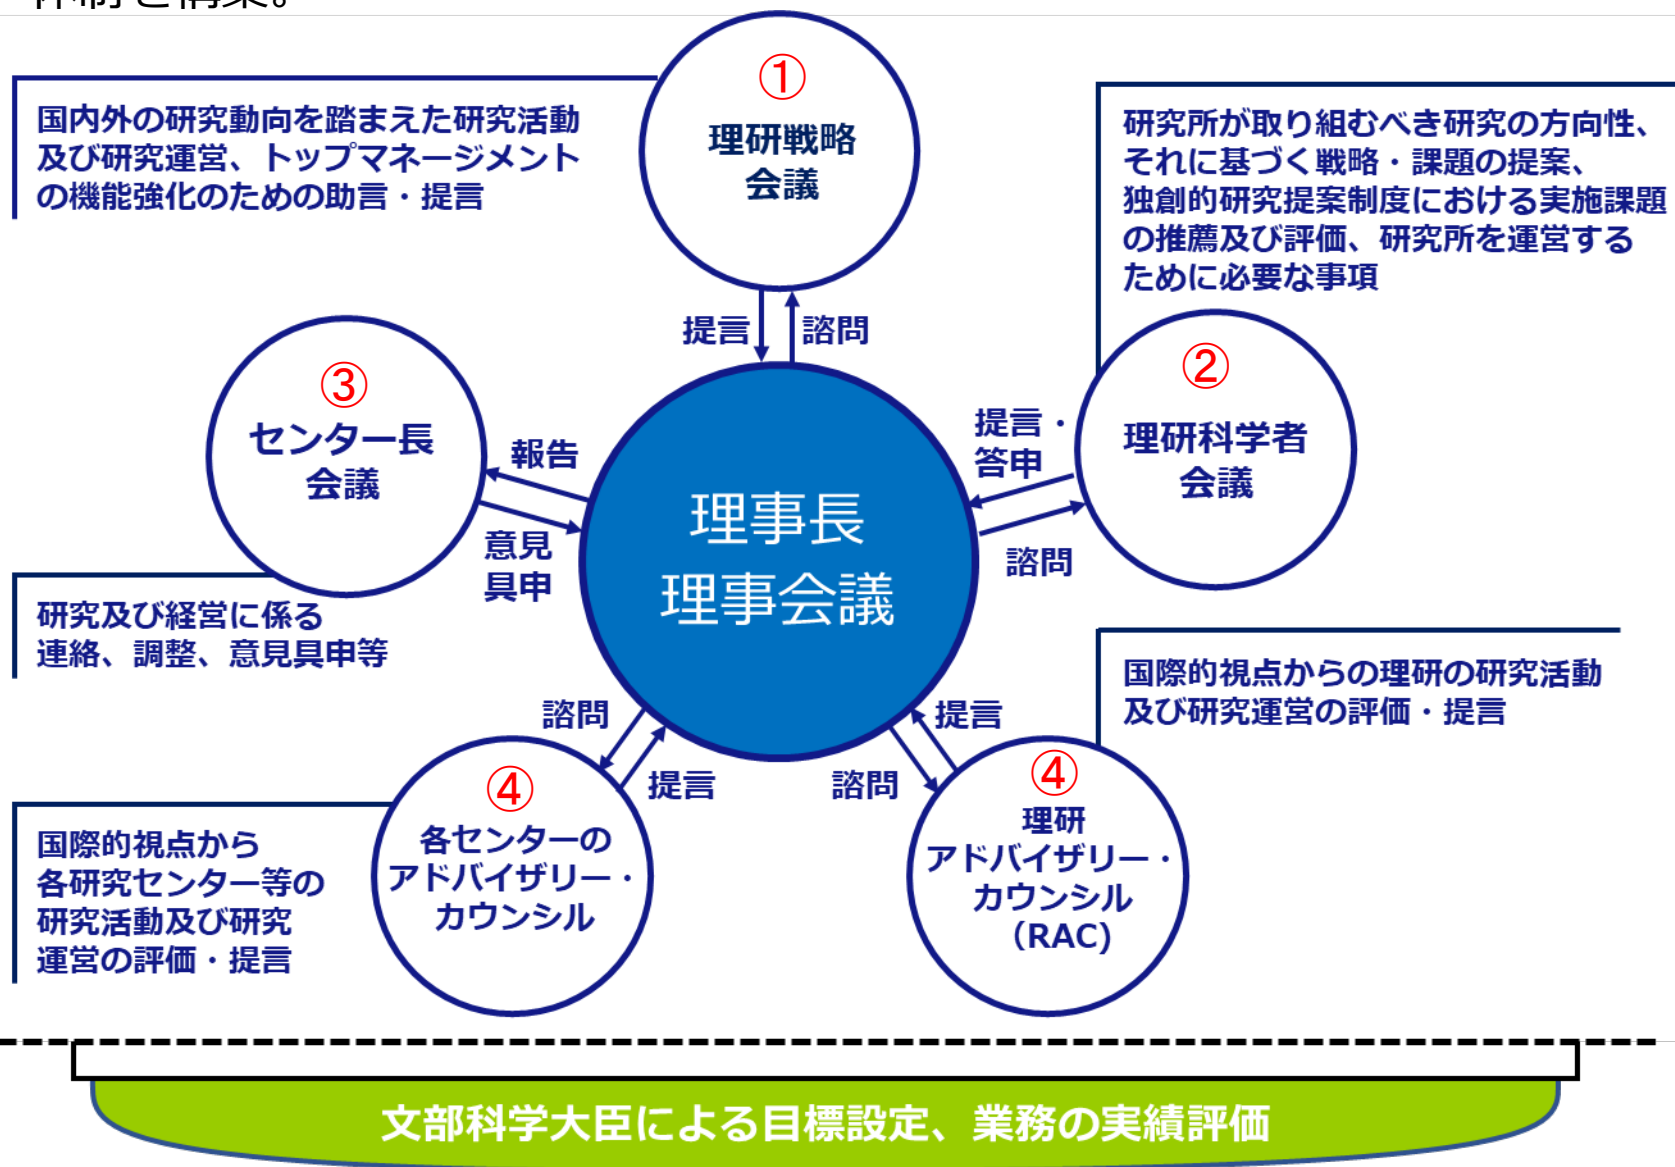 体制を構築。
①
理研戦略
会議
国内外の研究動向を踏まえた研究活動
及び研究運営、トップマネージメント
の機能強化のための助言・提言
研究所が取り組むべき研究の方向性、
それに基づく戦略・課題の提案、
独創的研究提案制度における実施課題
の推薦及び評価、研究所を運営する
ために必要な事項
提言
諮問
③
センター長
会議
②
理研科学者
会議
報告
意見
具申
提言・
答申
諮問
理事長
理事会議
研究及び経営に係る
連絡、調整、意見具申等
国際的視点からの理研の研究活動
及び研究運営の評価・提言
諮問
提言
提言
諮問
④
各センターの
アドバイザリー・
カウンシル
④
理研
アドバイザリー・
カウンシル
（RAC)
国際的視点から
各研究センター等の
研究活動及び研究
運営の評価・提言
文部科学大臣による目標設定、業務の実績評価